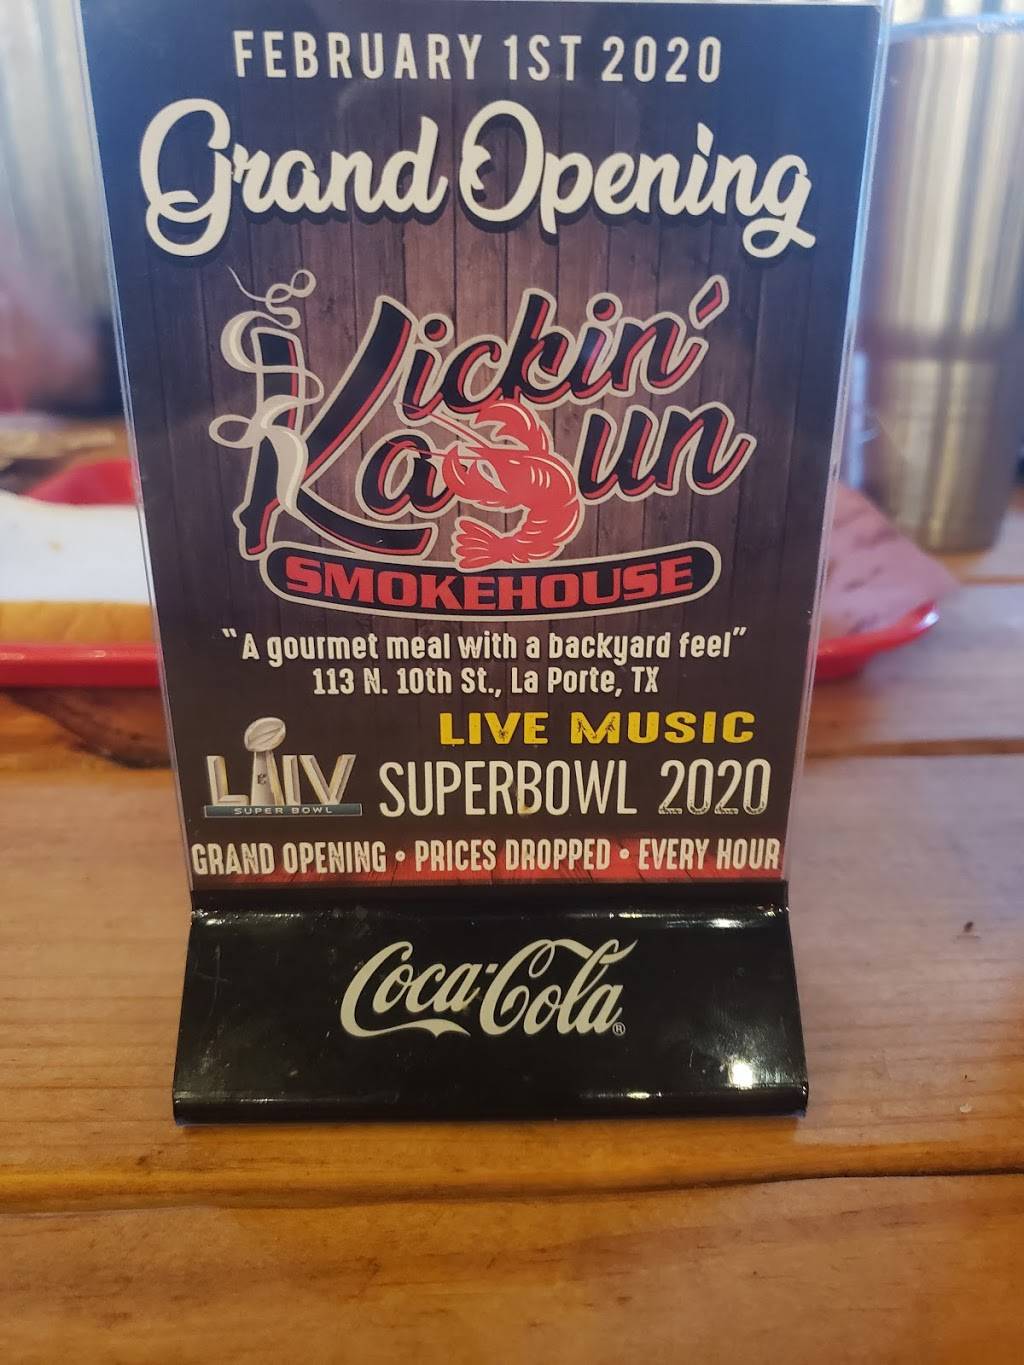 FEBRUARY 1ST 2020
Grand Opening
Kickin'
Kajun
SMOKEHOUSE
"A gourmet meal with a backyard feel"
113 N. 10th St., La Porte, TX
LIVE MUSIC
LIV
SUPER BOWL
SUPERBOWL 2020
GRAND OPENING • PRICES DROPPED • EVERY HOUR
Coca-Cola®